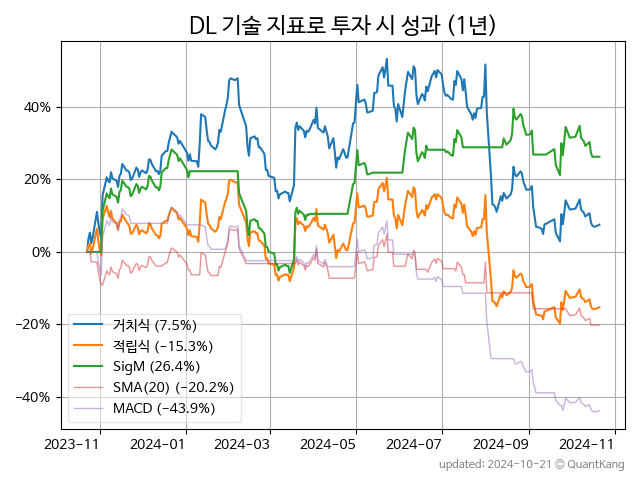 DL 기술 지표로 투자 시 성과 (1년)
40%
20%
0%
−20%
−40%
거치식 (7.5%)
적립식 (−15.3%)
SigM (26.4%)
SMA(20) (−20.2%)
MACD (−43.9%)
2023-11
2024-01
2024-03
2024-05
2024-07
2024-09
2024-11
updated: 2024-10-21 © QuantKang